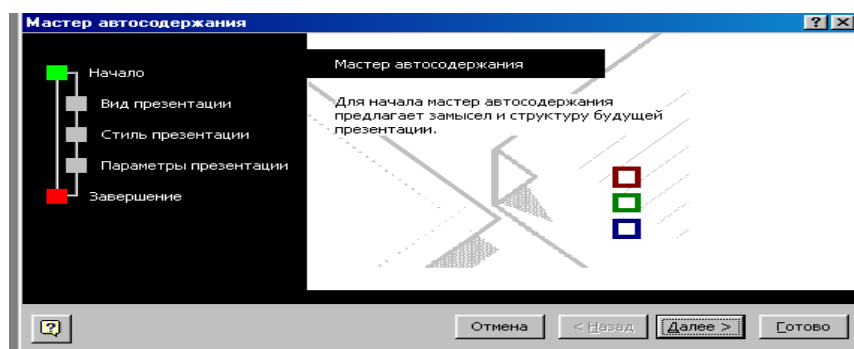 Мастер автосодержания
Начало
Вид презентации
Стиль презентации
Параметры презентации
Завершение
Мастер автосодержания
Для начала мастер автосодержания
предлагает замысел и структуру будущей
презентации.
Отмена
< Назад
Далее >
Готово